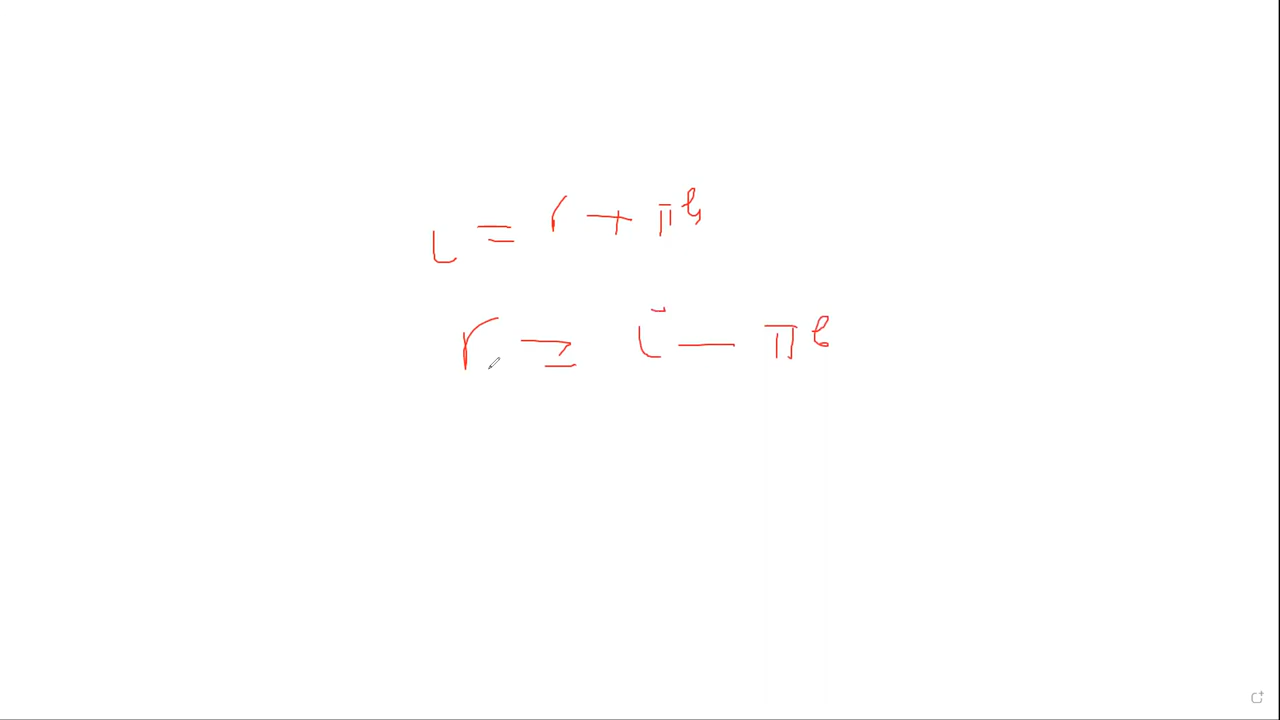 i = r + πᵉ
r = i - πᵉ